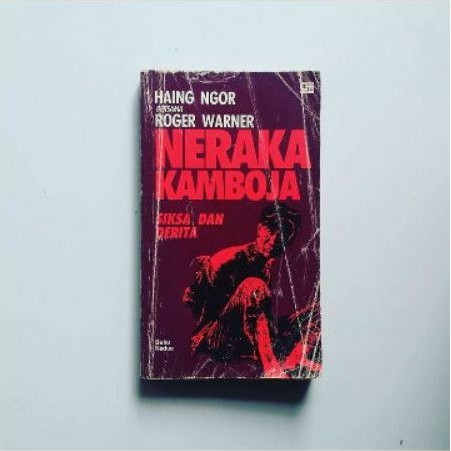 HAING NGOR
BERSAMA
ROGER WARNER
NERAKA
KAMBOJA
SIKSA DAN
DERITA
Buku
Kedua